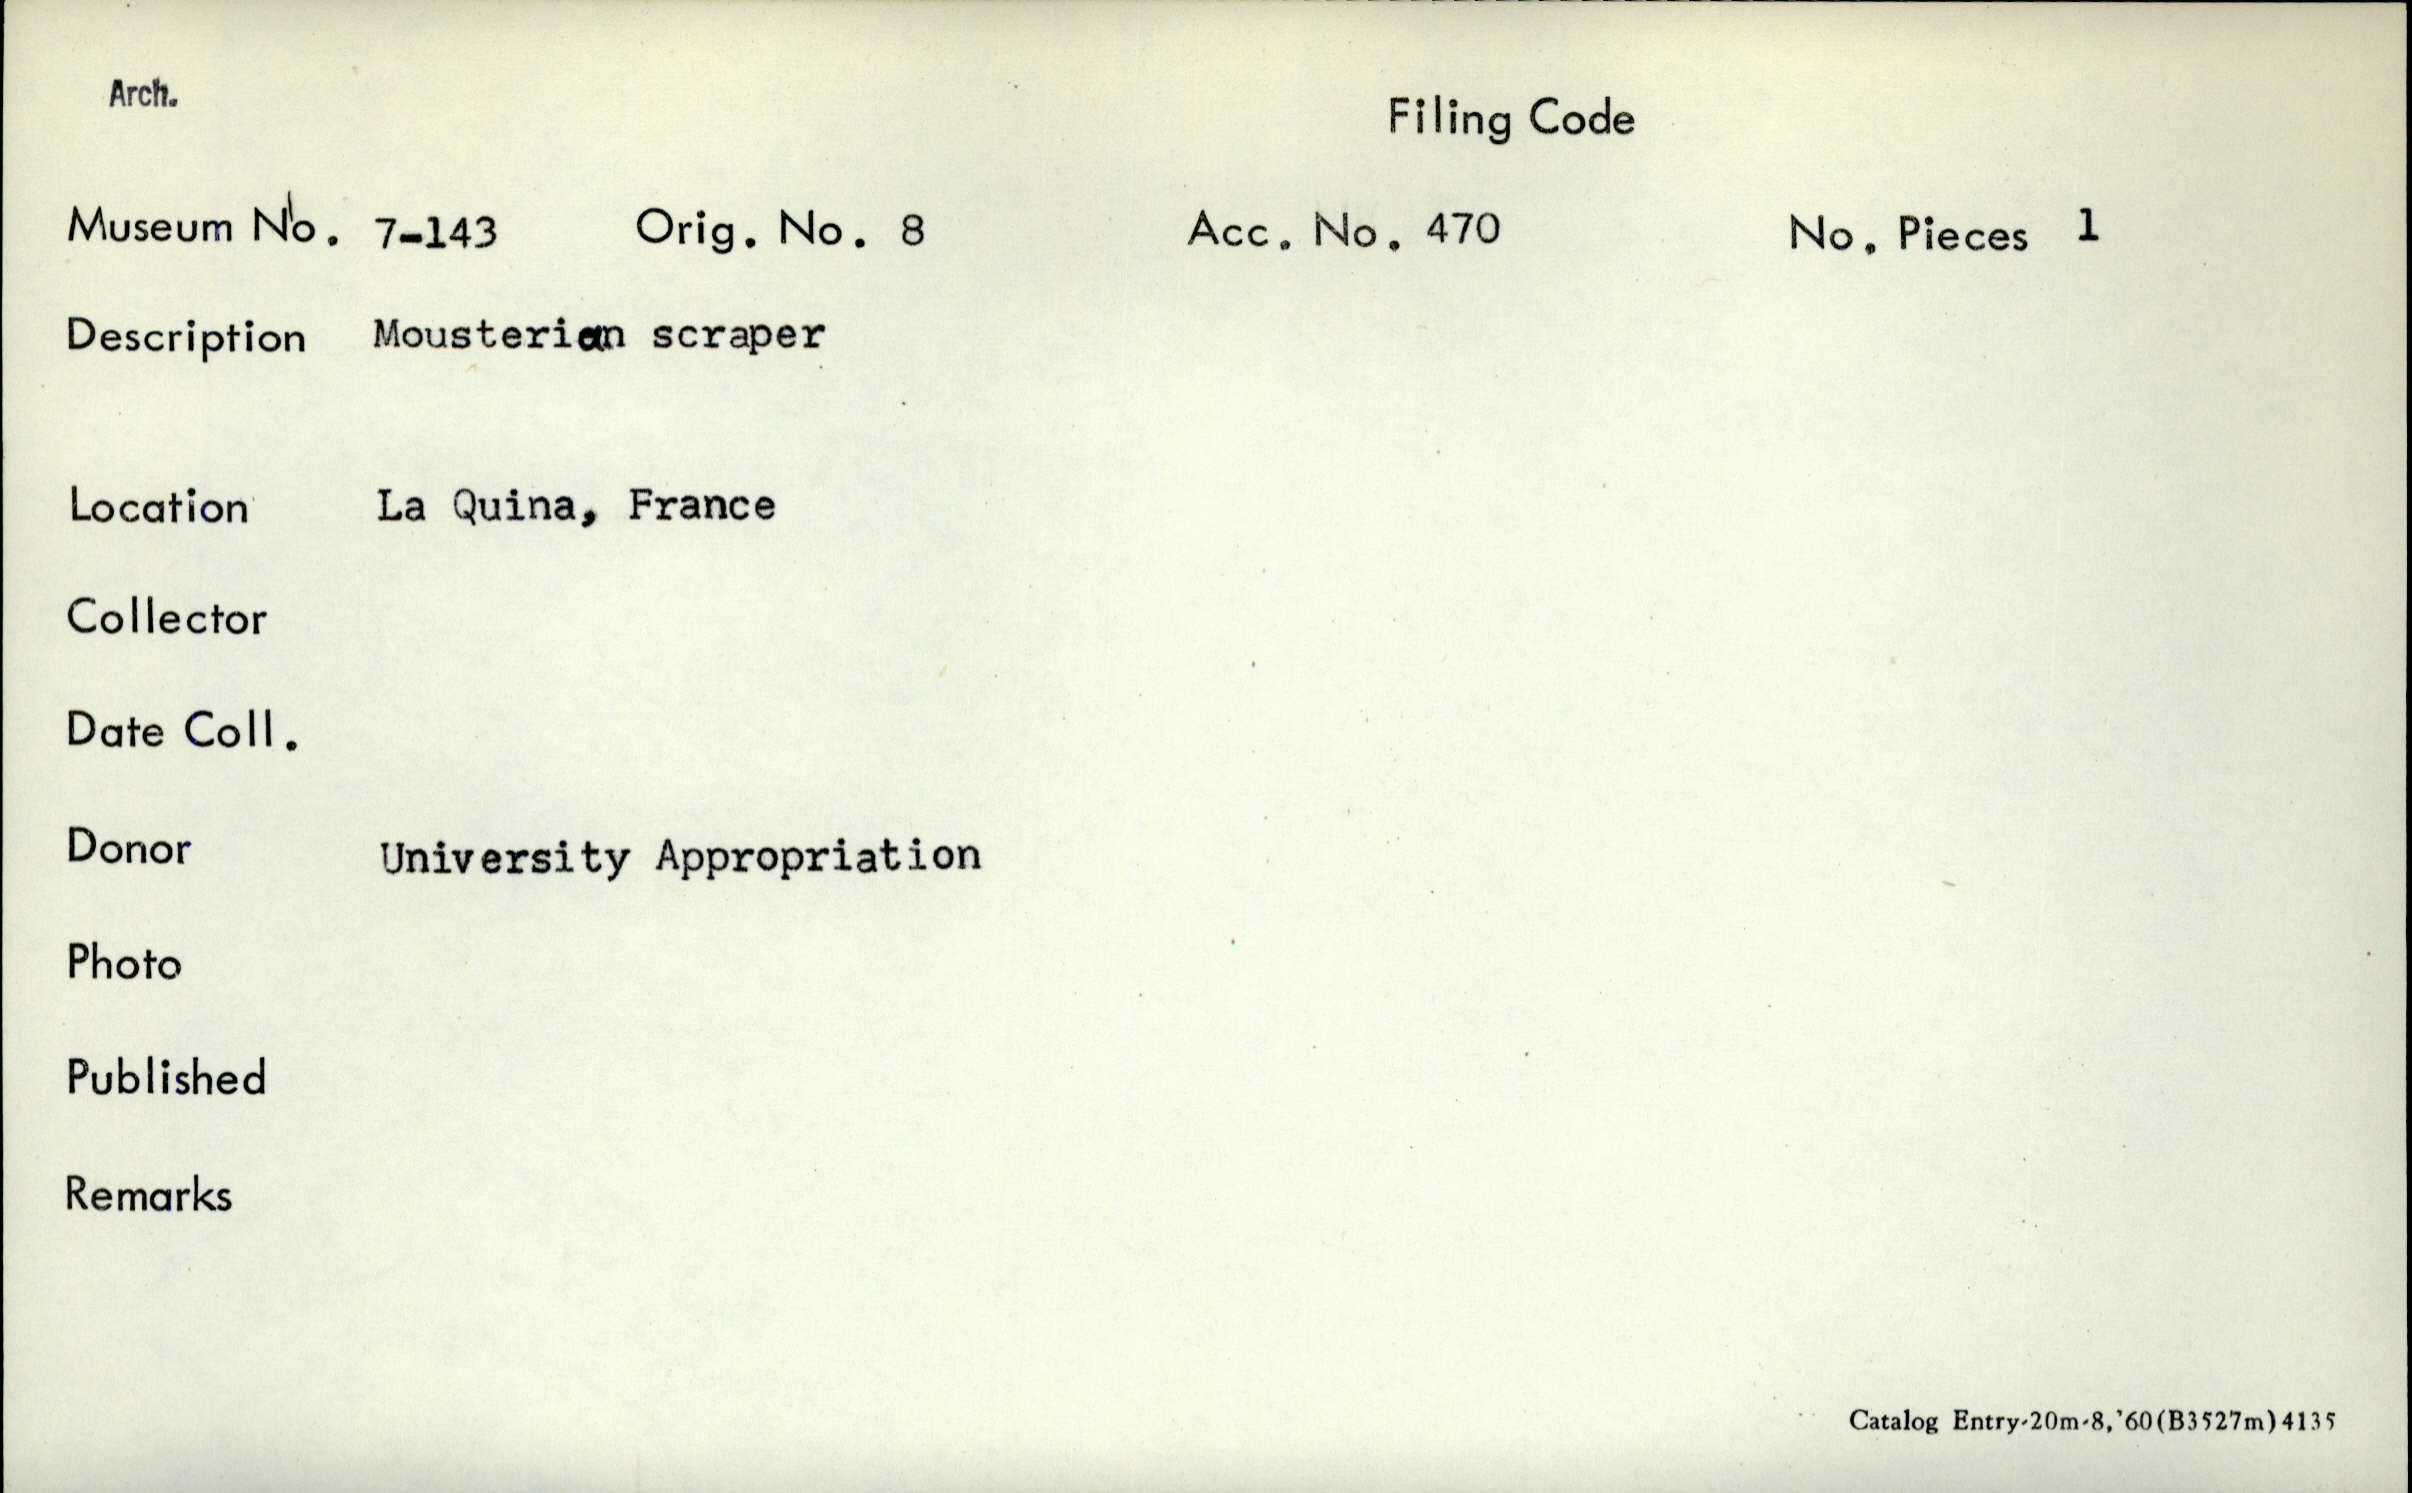 Arch.
Filing Code
Museum No. 7-143 Orig. No. 8 Acc. No. 470 No. Pieces 1
Description Mousterian scraper
Location La Quina, France
Collector
Date Coll.
Donor University Appropriation
Photo
Published
Remarks
Catalog Entry-20m-8,'60(B3527m)4135